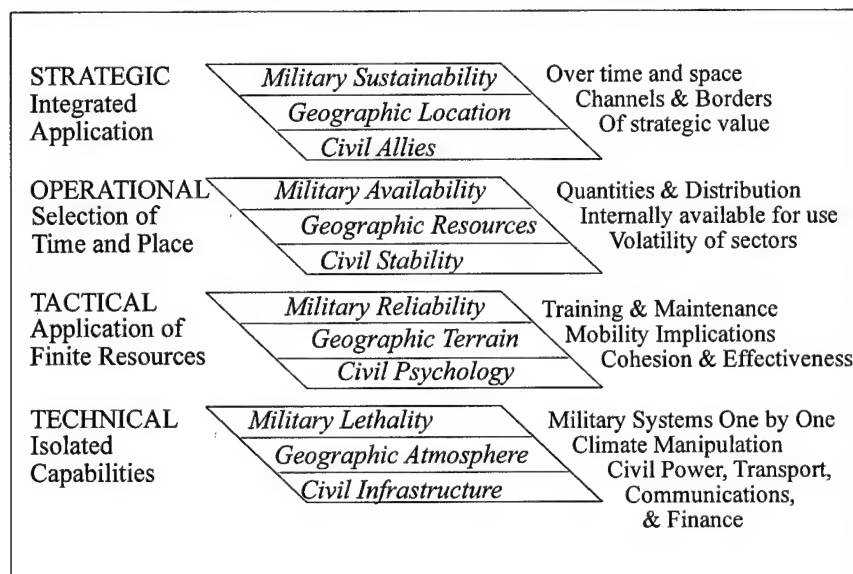 STRATEGIC
Integrated
Application
Military Sustainability
Geographic Location
Civil Allies
Over time and space
Channels & Borders
Of strategic value
OPERATIONAL
Selection of
Time and Place
Military Availability
Geographic Resources
Civil Stability
Quantities & Distribution
Internally available for use
Volatility of sectors
TACTICAL
Application of
Finite Resources
Military Reliability
Geographic Terrain
Civil Psychology
Training & Maintenance
Mobility Implications
Cohesion & Effectiveness
TECHNICAL
Isolated
Capabilities
Military Lethality
Geographic Atmosphere
Civil Infrastructure
Military Systems One by One
Climate Manipulation
Civil Power, Transport,
Communications,
& Finance